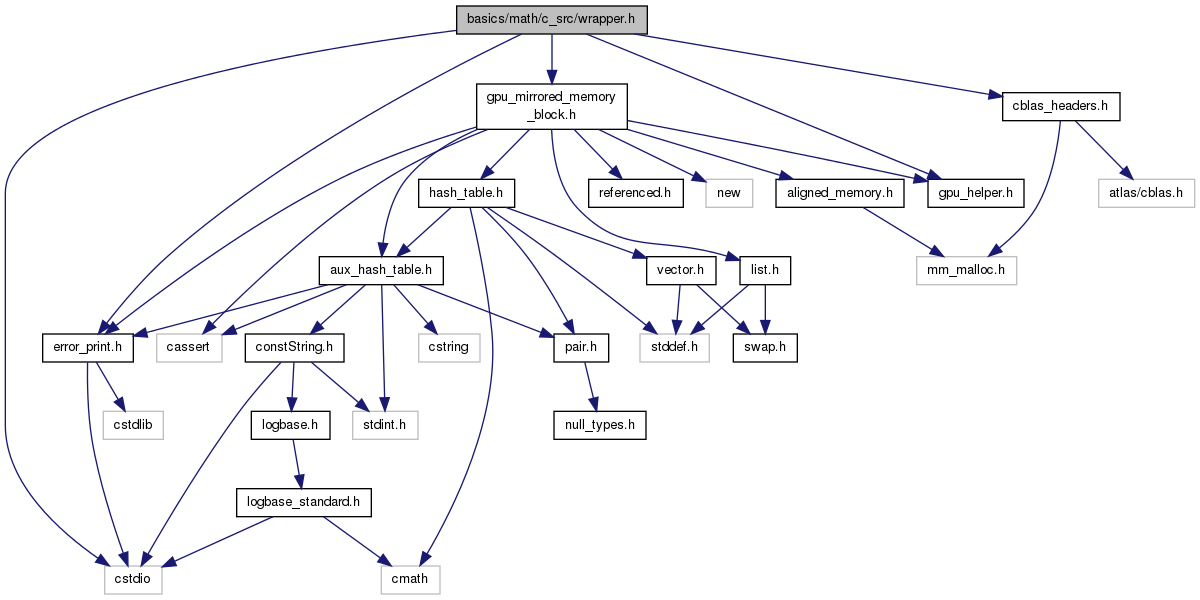 basics/math/c_src/wrapper.h
gpu_mirrored_memory
_block.h
cblas_headers.h
hash_table.h
referenced.h
new
aligned_memory.h
gpu_helper.h
atlas/cblas.h
aux_hash_table.h
vector.h
list.h
mm_malloc.h
error_print.h
cassert
constString.h
cstring
pair.h
stddef.h
swap.h
cstdlib
logbase.h
stdint.h
null_types.h
logbase_standard.h
cstdio
cmath